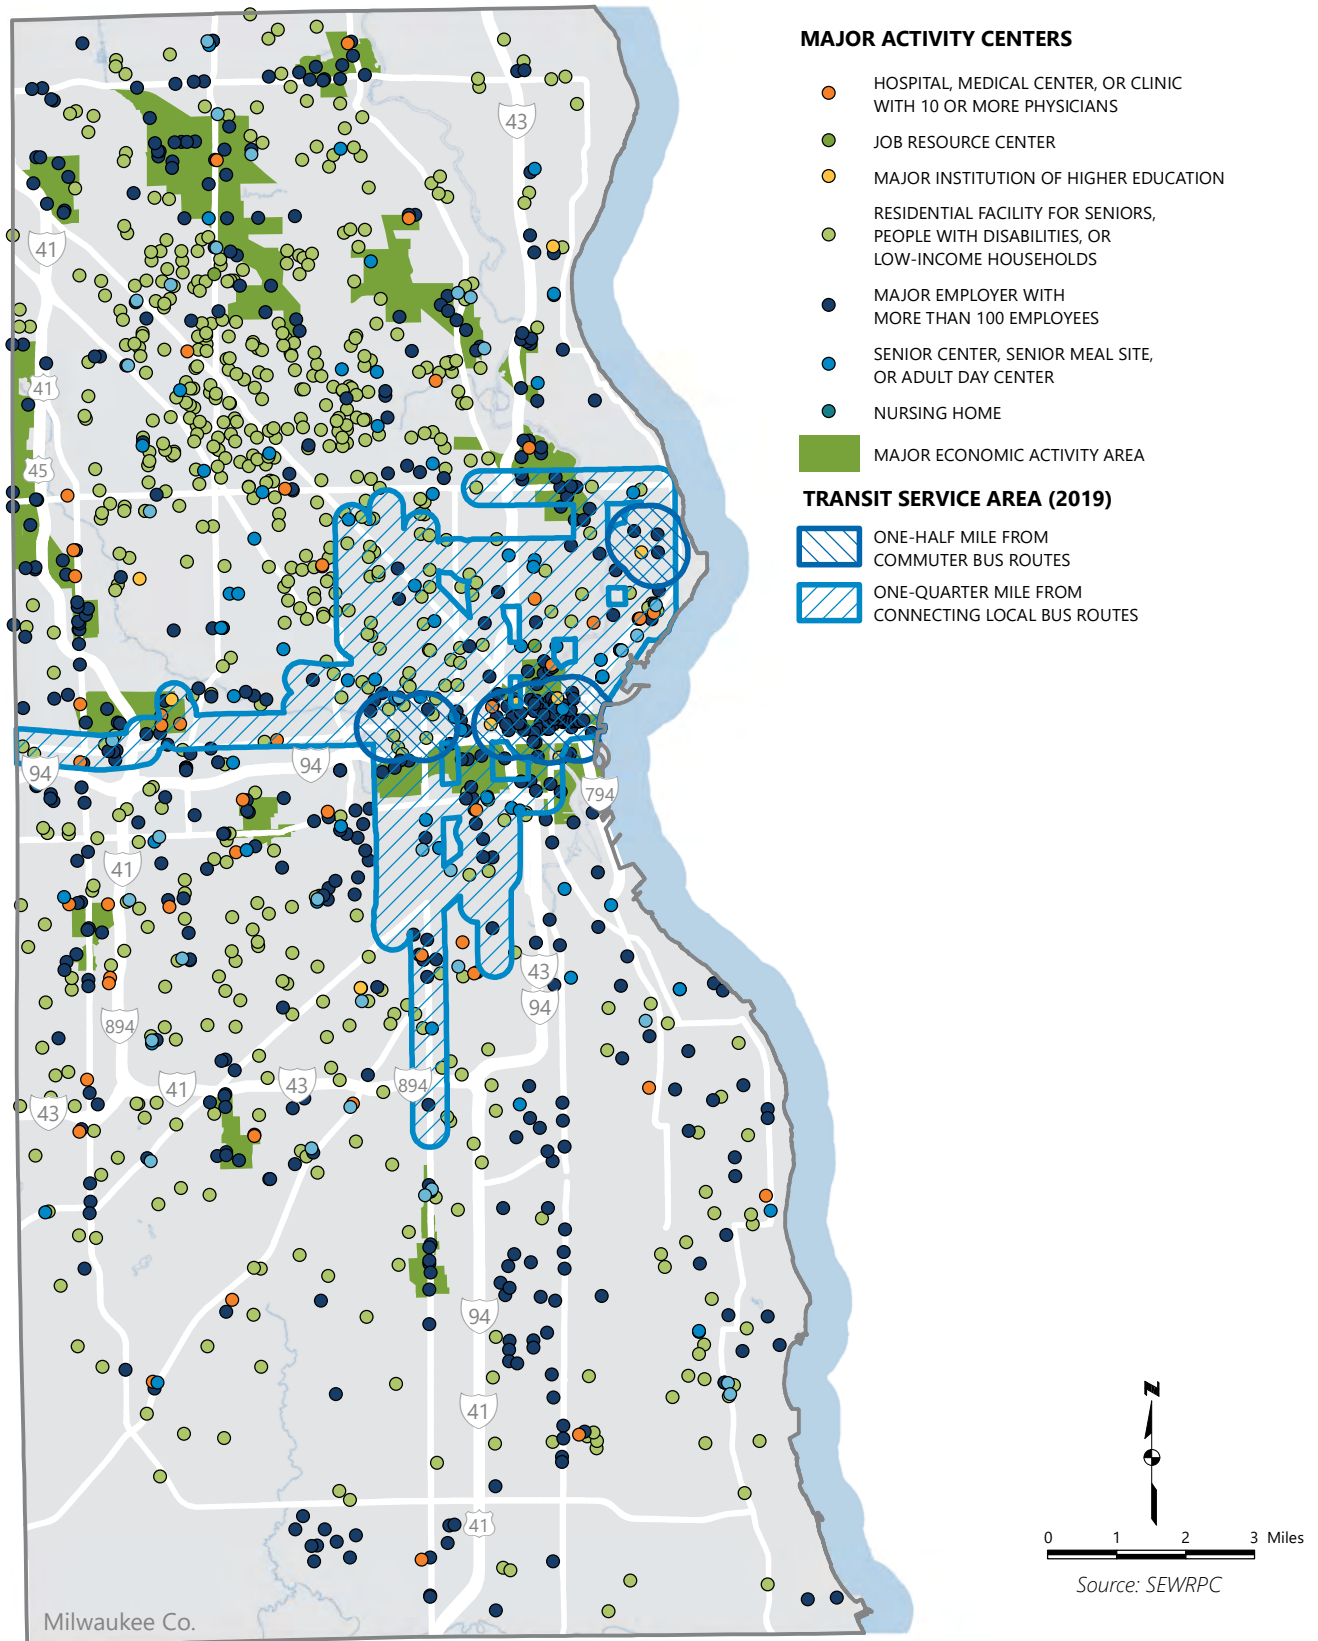 MAJOR ACTIVITY CENTERS
HOSPITAL, MEDICAL CENTER, OR CLINIC
WITH 10 OR MORE PHYSICIANS
JOB RESOURCE CENTER
MAJOR INSTITUTION OF HIGHER EDUCATION
RESIDENTIAL FACILITY FOR SENIORS,
PEOPLE WITH DISABILITIES, OR
LOW-INCOME HOUSEHOLDS
MAJOR EMPLOYER WITH
MORE THAN 100 EMPLOYEES
SENIOR CENTER, SENIOR MEAL SITE,
OR ADULT DAY CENTER
NURSING HOME
MAJOR ECONOMIC ACTIVITY AREA
TRANSIT SERVICE AREA (2019)
ONE-HALF MILE FROM
COMMUTER BUS ROUTES
ONE-QUARTER MILE FROM
CONNECTING LOCAL BUS ROUTES
43
41
41
45
94
94
794
41
43
94
894
41
43
894
43
94
41
41
Milwaukee Co.
N
0 1 2 3 Miles
Source: SEWRPC